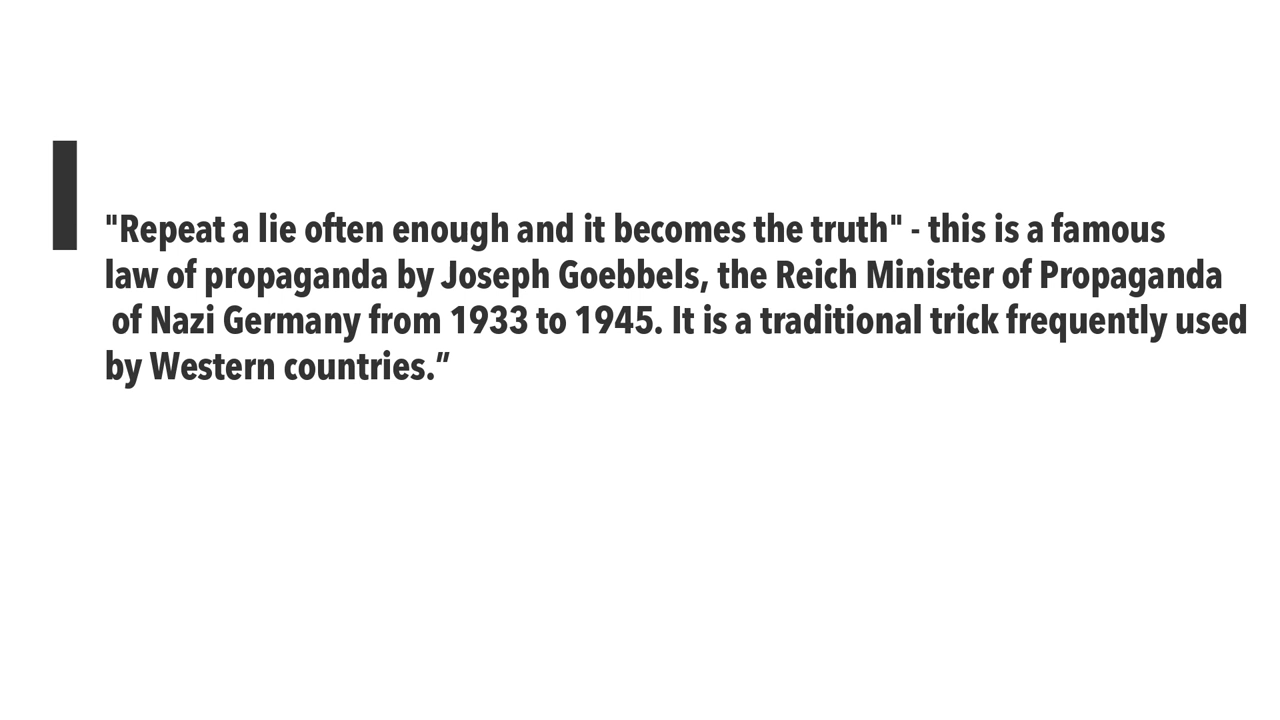 "Repeat a lie often enough and it becomes the truth" - this is a famous
law of propaganda by Joseph Goebbels, the Reich Minister of Propaganda
of Nazi Germany from 1933 to 1945. It is a traditional trick frequently used
by Western countries.”